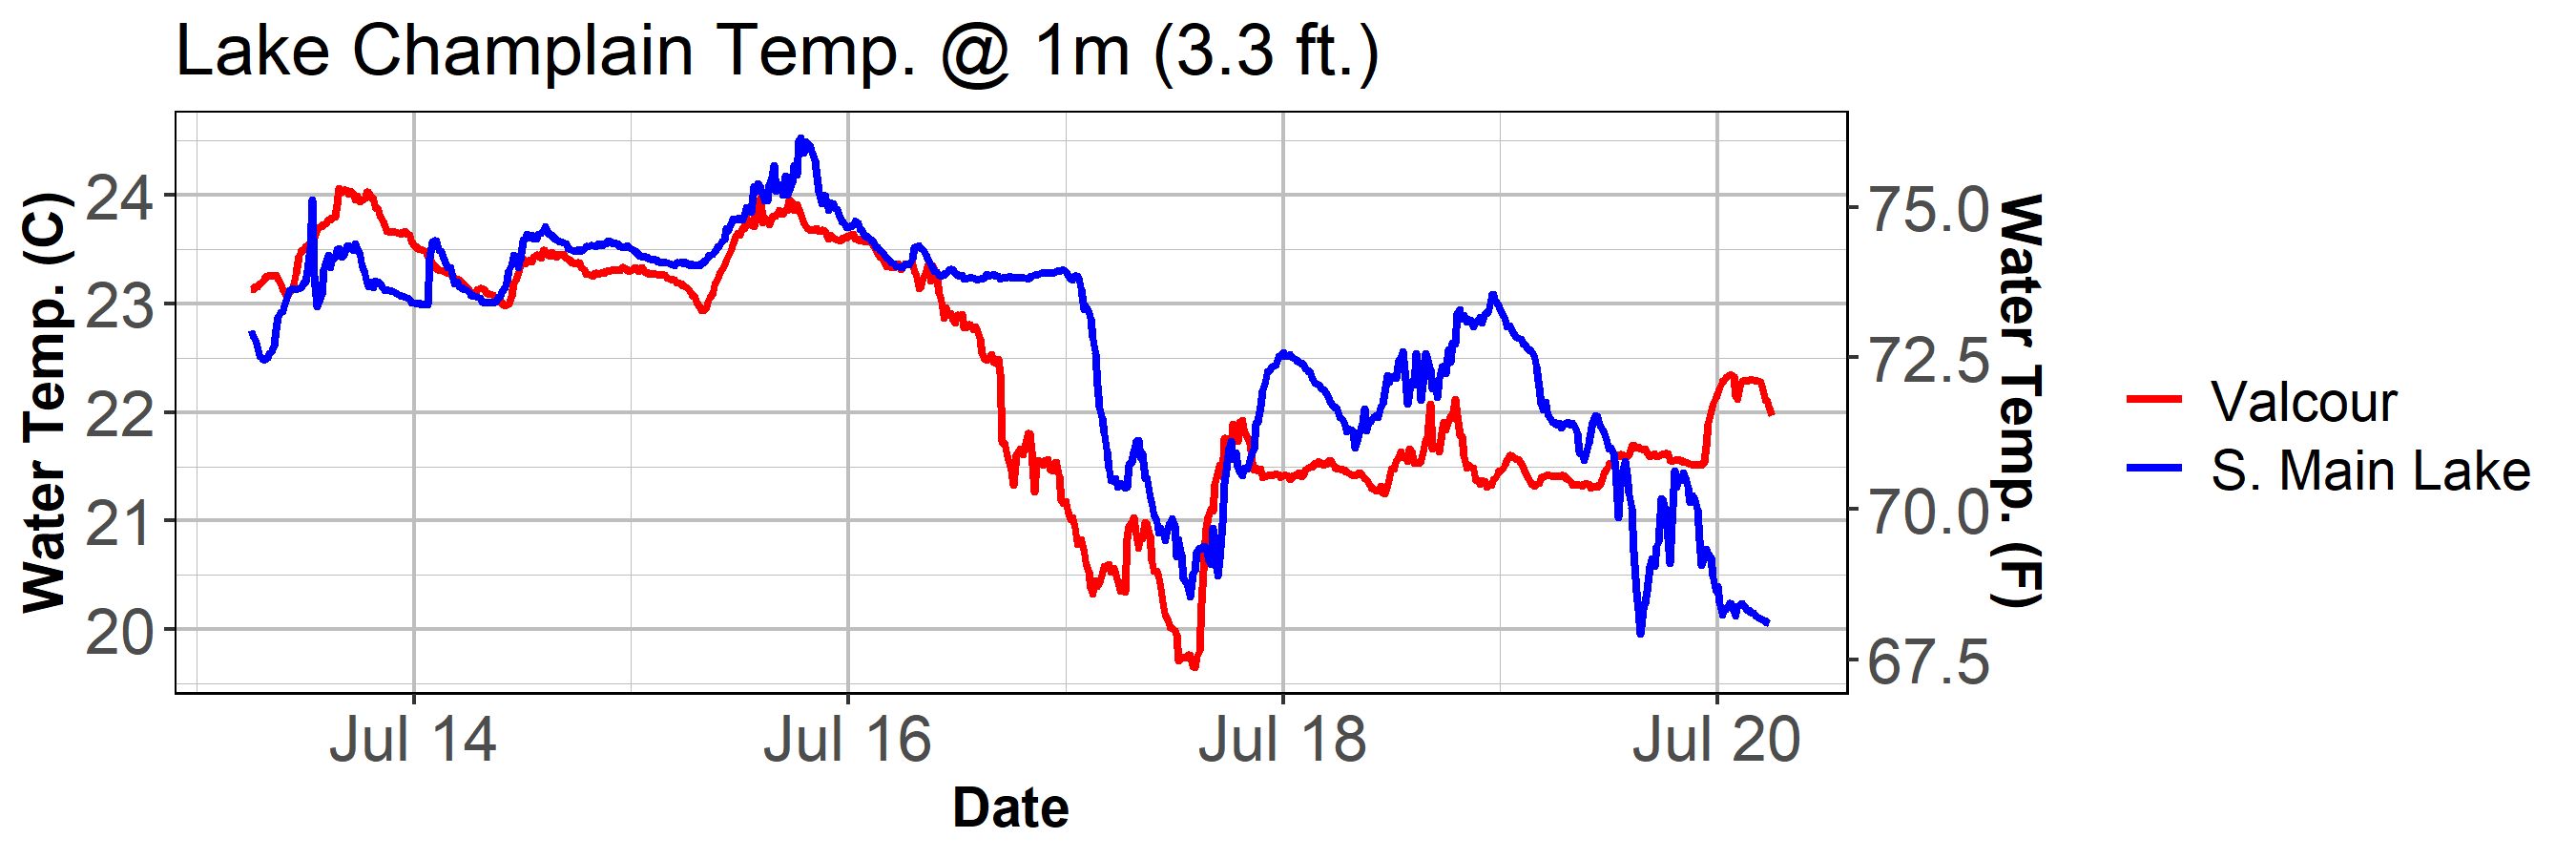 Lake Champlain Temp. @ 1m (3.3 ft.)
Water Temp. (C)
24
23
22
21
20
75.0
72.5
70.0
67.5
Water Temp. (F)
Jul 14
Jul 16
Jul 18
Jul 20
Date
Valcour
S. Main Lake